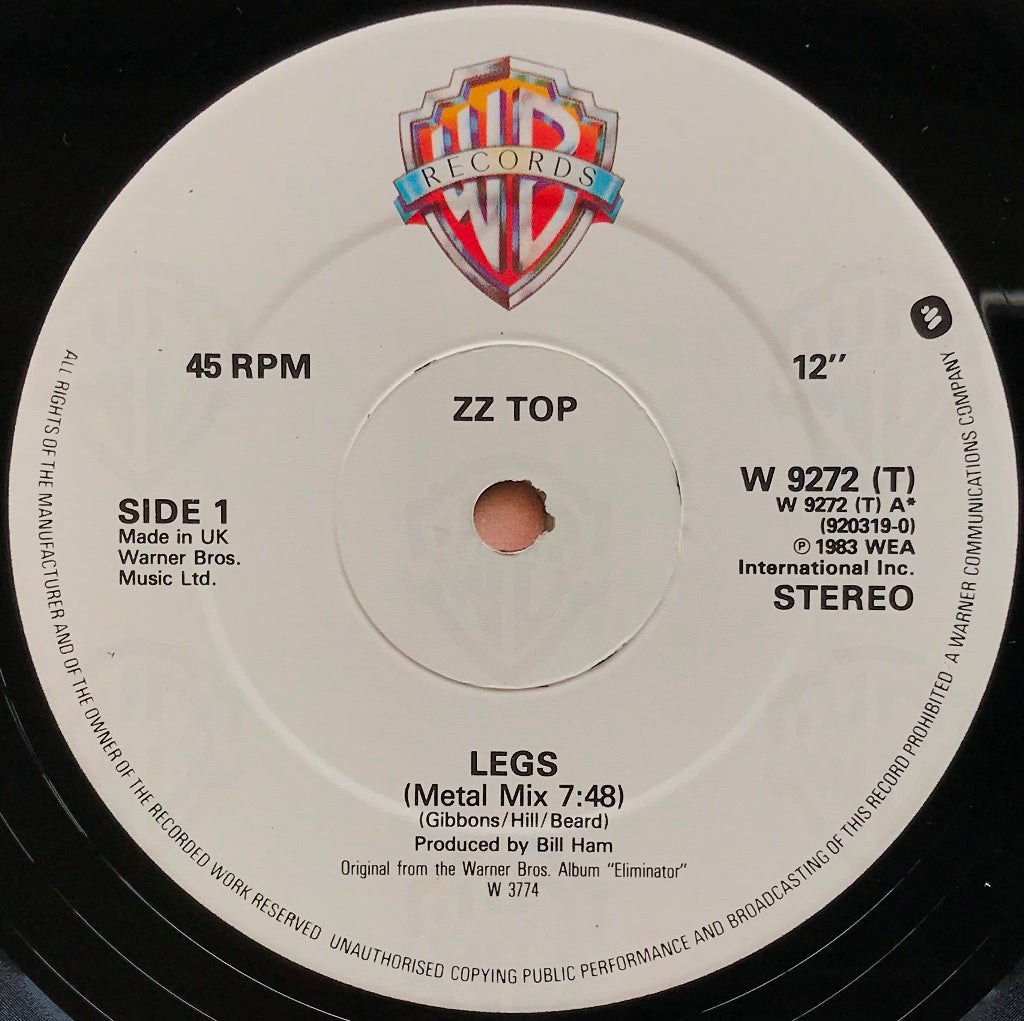 WB
RECORDS
45 RPM
12"
ZZ TOP
SIDE 1
Made in UK
Warner Bros.
Music Ltd.
W 9272 (T)
W 9272 (T) A*
(920319-0)
℗ 1983 WEA
International Inc.
STEREO
LEGS
(Metal Mix 7:48)
(Gibbons/Hill/Beard)
Produced by Bill Ham
Original from the Warner Bros. Album "Eliminator"
W 3774
ALL RIGHTS OF THE MANUFACTURER AND OF THE OWNER OF THE RECORDED WORK RESERVED UNAUTHORISED COPYING PUBLIC PERFORMANCE AND BROADCASTING OF THIS RECORD PROHIBITED · A WARNER COMMUNICATIONS COMPANY ·